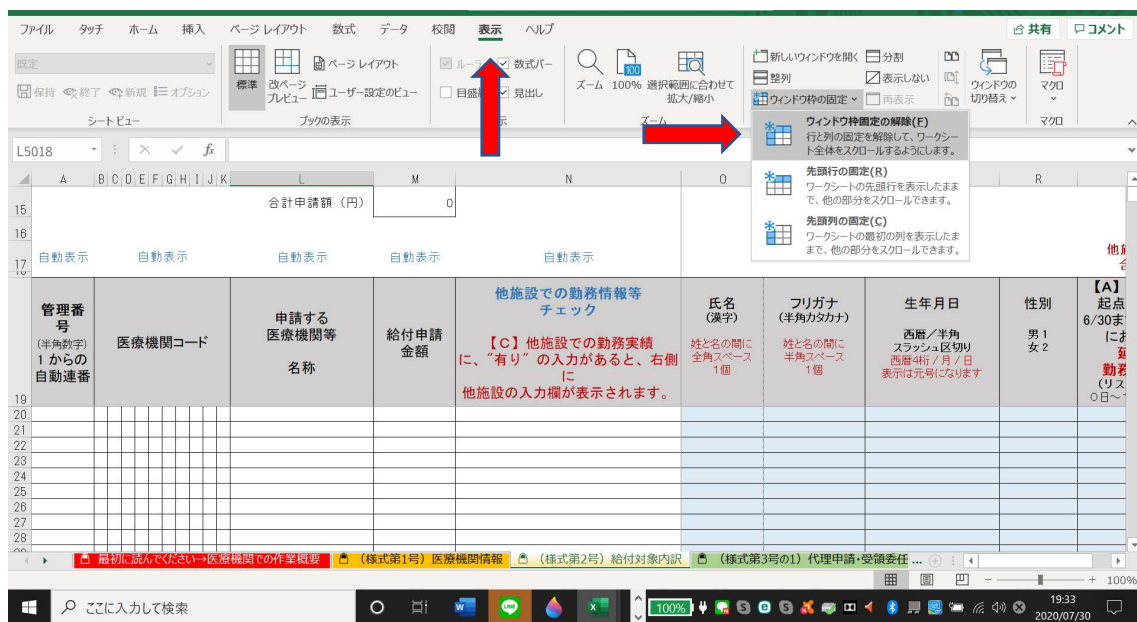 ファイル タッチ ホーム 挿入 ページ レイアウト 数式 データ 校閲 表示 ヘルプ 共有 コメント
既定
保持 終了 新規 オプション
シート ビュー
標準 改ページ プレビュー ページ レイアウト ユーザー設定のビュー
ブックの表示
数式バー
見出し
ズーム 100% 選択範囲に合わせて 拡大/縮小
ズーム
新しいウィンドウを開く
整列
ウィンドウ枠の固定
分割
表示しない
再表示
ウィンドウの 切り替え
マクロ
マクロ
ウィンドウ枠固定の解除(F)
行と列の固定を解除して、ワークシー
ト全体をスクロールするようにします。
先頭行の固定(R)
ワークシートの先頭行を表示したまま
で、他の部分をスクロールできます。
先頭列の固定(C)
ワークシートの最初の列を表示したま
まで、他の部分をスクロールできます。
L5018 fx
A B C D E F G H I J K L M N O R
15 合計申請額(円) 0
16
17 自動表示 自動表示 自動表示 自動表示 自動表示
管理番
号
(半角数字)
1 からの
自動連番
医療機関コード
申請する
医療機関等
名称
給付申請
金額
他施設での勤務情報等
チェック
【C】他施設での勤務実績
に、“有り”の入力があると、右側
に
他施設の入力欄が表示されます。
氏名
(漢字)
姓と名の間に
全角スペース
1個
フリガナ
(半角カタカナ)
姓と名の間に
半角スペース
1個
生年月日
西暦/半角
スラッシュ区切り
西暦4桁/月/日
表示は元号になります
性別
男1
女2
【A】
起点
6/30ま
にお
勤務
(リス
0日~
19
20
21
22
23
24
25
26
27
28
最初に読んでください→医療機関での作業概要 (様式第1号)医療機関情報 (様式第2号)給付対象内訳 (様式第3号の1)代理申請・受領委任 ...
100%
ここに入力して検索 100% 19:33
2020/07/30